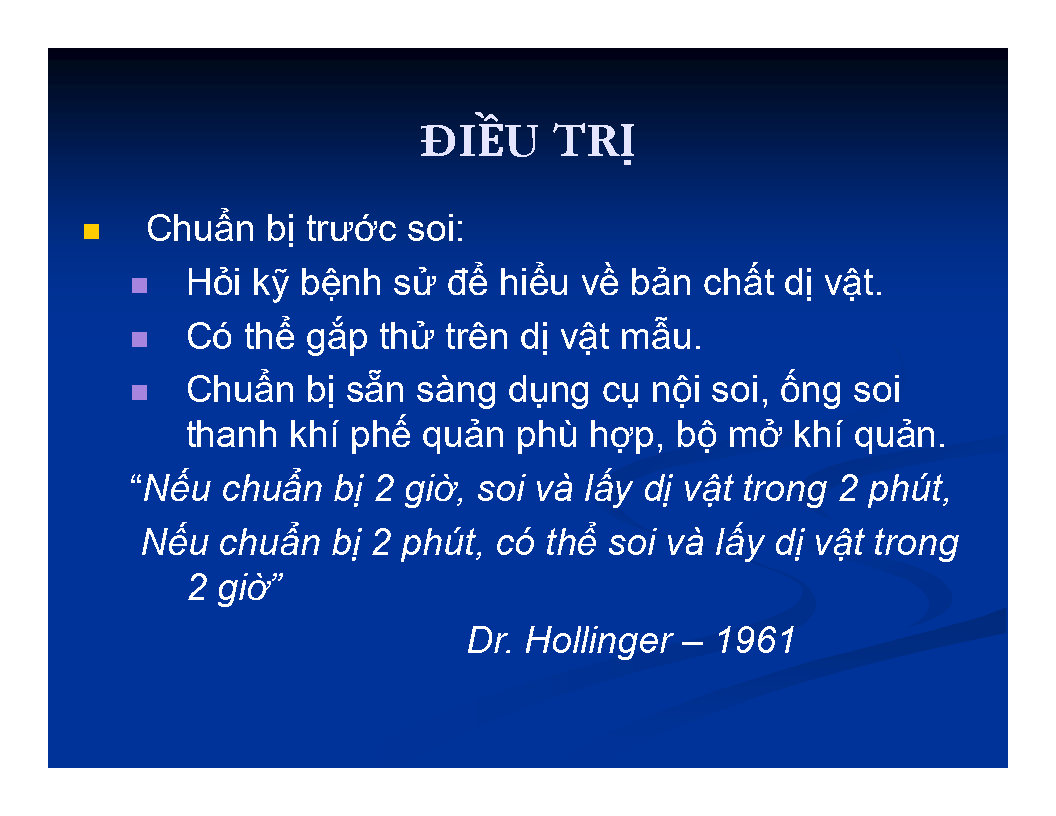 ĐIỀU TRỊ
Chuẩn bị trước soi:
Hỏi kỹ bệnh sử để hiểu về bản chất dị vật.
Có thể gắp thử trên dị vật mẫu.
Chuẩn bị sẵn sàng dụng cụ nội soi, ống soi
thanh khí phế quản phù hợp, bộ mở khí quản.
“Nếu chuẩn bị 2 giờ, soi và lấy dị vật trong 2 phút,
Nếu chuẩn bị 2 phút, có thể soi và lấy dị vật trong
2 giờ”
Dr. Hollinger – 1961